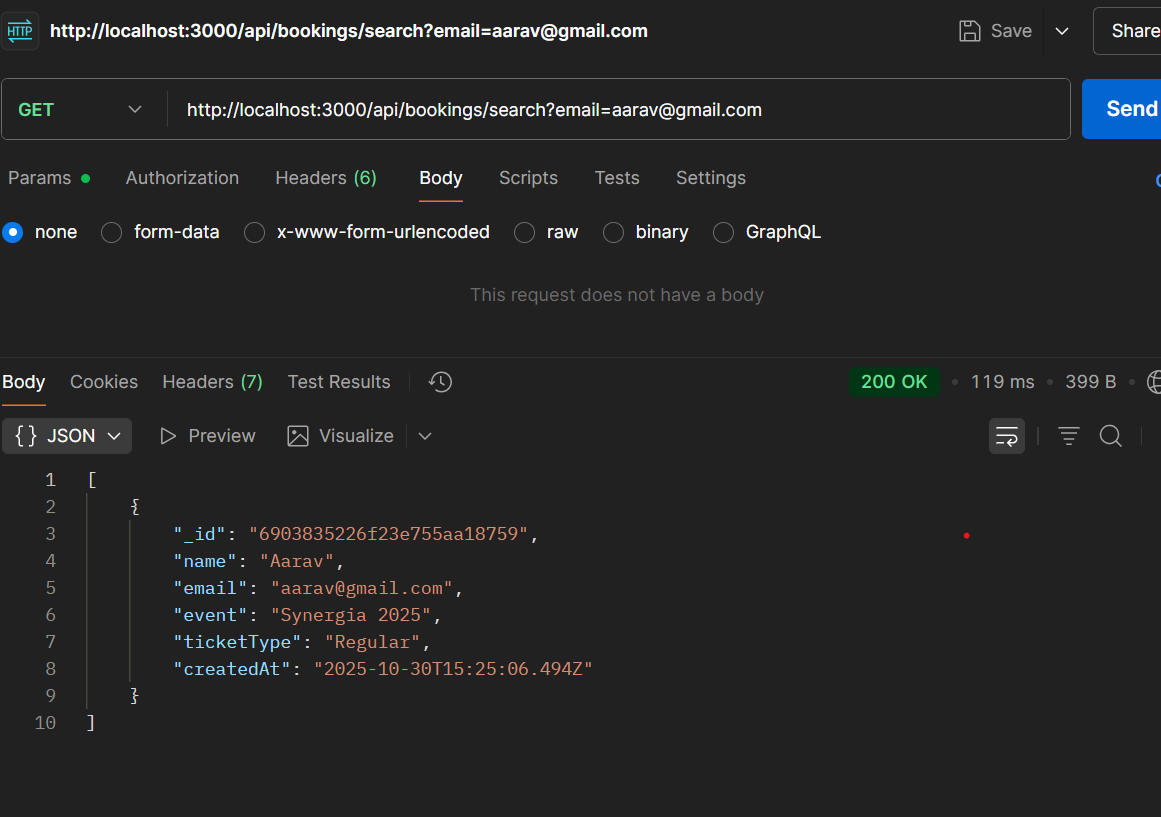 HTTP http://localhost:3000/api/bookings/search?email=aarav@gmail.com Save Share
GET http://localhost:3000/api/bookings/search?email=aarav@gmail.com Send
Params Authorization Headers (6) Body Scripts Tests Settings
none form-data x-www-form-urlencoded raw binary GraphQL
This request does not have a body
Body Cookies Headers (7) Test Results 200 OK • 119 ms • 399 B •
{} JSON Preview Visualize
1 [
2 {
3 "_id": "6903835226f23e755aa18759",
4 "name": "Aarav",
5 "email": "aarav@gmail.com",
6 "event": "Synergia 2025",
7 "ticketType": "Regular",
8 "createdAt": "2025-10-30T15:25:06.494Z"
9 }
10 ]